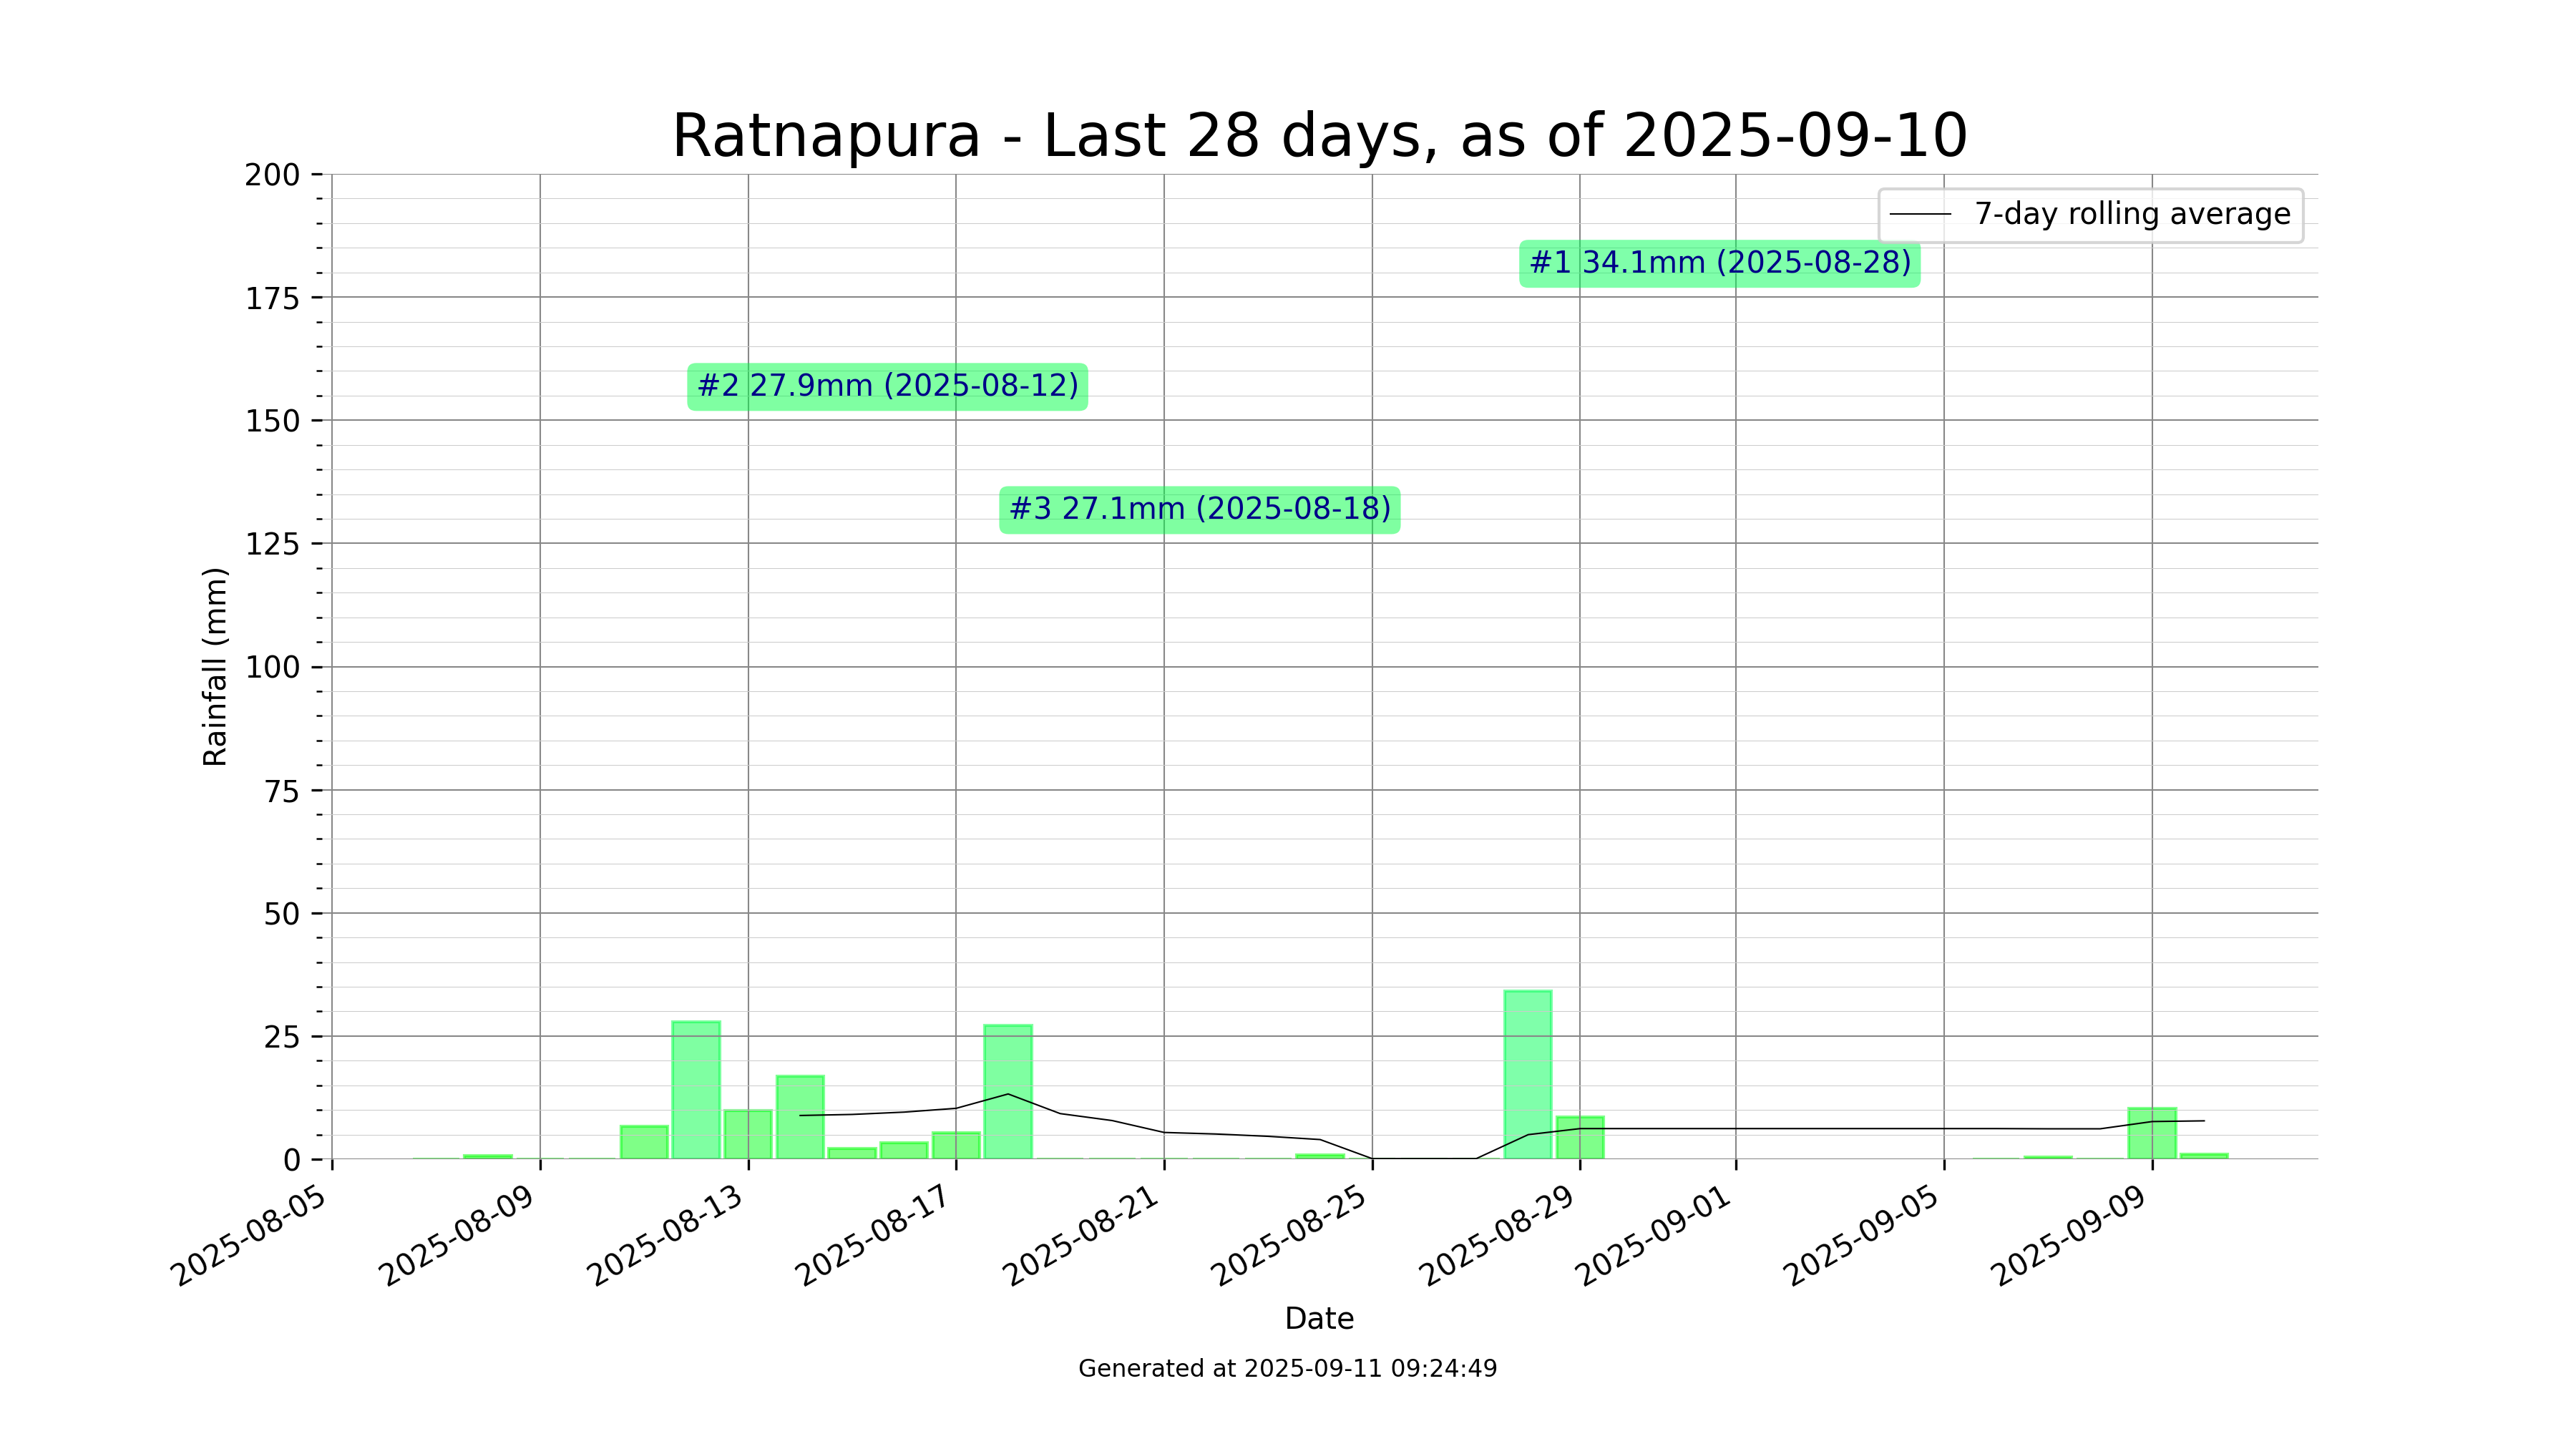 Ratnapura - Last 28 days, as of 2025-09-10
7-day rolling average
#1 34.1mm (2025-08-28)
#2 27.9mm (2025-08-12)
#3 27.1mm (2025-08-18)
Rainfall (mm)
200
175
150
125
100
75
50
25
0
2025-08-05
2025-08-09
2025-08-13
2025-08-17
2025-08-21
2025-08-25
2025-08-29
2025-09-01
2025-09-05
2025-09-09
Date
Generated at 2025-09-11 09:24:49